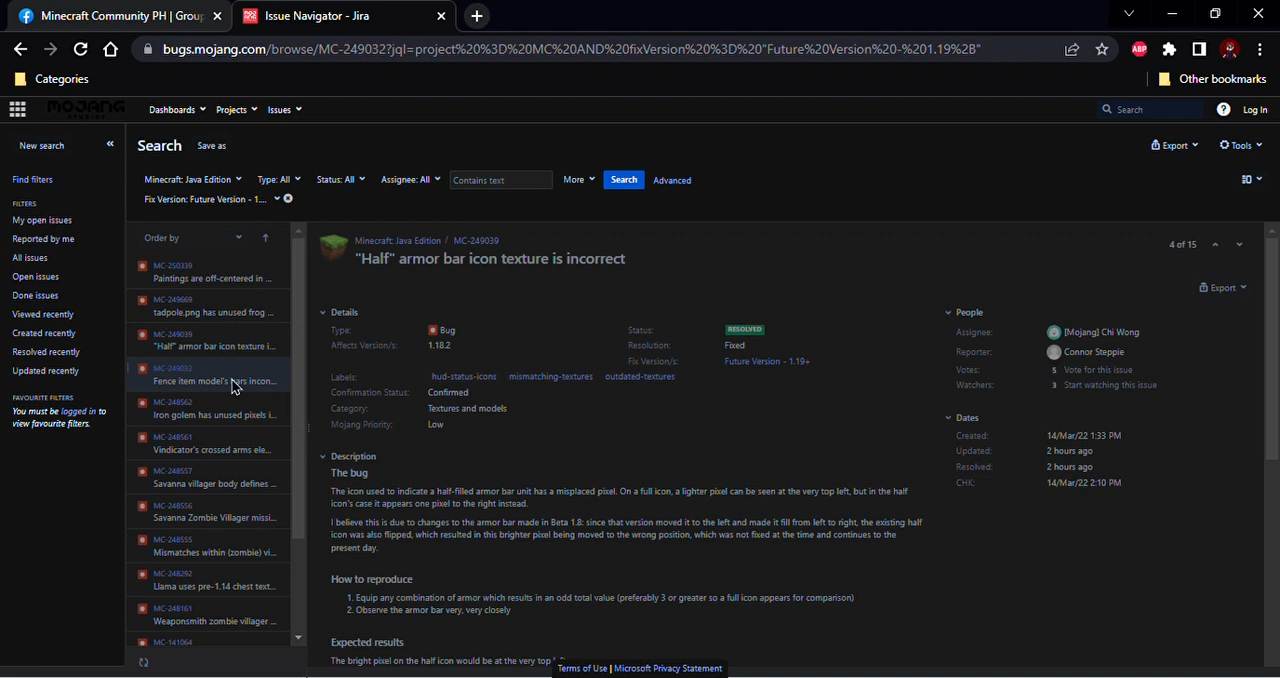 Minecraft Community PH | Grou
Issue Navigator - Jira
bugs.mojang.com/browse/MC-249032?jql=project%20%3D%20MC%20AND%20fixVersion%20%3D%20"Future%20Version%20-%201.19%2B"
ABP
Categories
Other bookmarks
MOJANG
STUDIOS
Dashboards
Projects
Issues
Search
Log In
New search
Search
Save as
Export
Tools
Find filters
Minecraft: Java Edition
Type: All
Status: All
Assignee: All
Contains text
More
Search
Advanced
Fix Version: Future Version - 1....
FILTERS
My open issues
Reported by me
All issues
Open issues
Done issues
Viewed recently
Created recently
Resolved recently
Updated recently
FAVOURITE FILTERS
You must be logged in to
view favourite filters.
Order by
MC-250339
Paintings are off-centered in ...
MC-249669
tadpole.png has unused frog ...
MC-249039
"Half" armor bar icon texture i...
MC-249032
Fence item model's bars incon...
MC-248562
Iron golem has unused pixels i...
MC-248561
Vindicator's crossed arms ele...
MC-248557
Savanna villager body defines ...
MC-248556
Savanna Zombie Villager missi...
MC-248555
Mismatches within (zombie) vi...
MC-248292
Llama uses pre-1.14 chest text...
MC-248161
Weaponsmith zombie villager ...
MC-141064
Minecraft: Java Edition / MC-249039
"Half" armor bar icon texture is incorrect
4 of 15
Export
Details
Type: Bug
Status: RESOLVED
Affects Version/s: 1.18.2
Resolution: Fixed
Fix Version/s: Future Version - 1.19+
Labels: hud-status-icons mismatching-textures outdated-textures
Confirmation Status: Confirmed
Category: Textures and models
Mojang Priority: Low
Description
The bug
The icon used to indicate a half-filled armor bar unit has a misplaced pixel. On a full icon, a lighter pixel can be seen at the very top left, but in the half
icon's case it appears one pixel to the right instead.
I believe this is due to changes to the armor bar made in Beta 1.8: since that version moved it to the left and made it fill from left to right, the existing half
icon was also flipped, which resulted in this brighter pixel being moved to the wrong position, which was not fixed at the time and continues to the
present day.
How to reproduce
1. Equip any combination of armor which results in an odd total value (preferably 3 or greater so a full icon appears for comparison)
2. Observe the armor bar very, very closely
Expected results
The bright pixel on the half icon would be at the very top
People
Assignee: [Mojang] Chi Wong
Reporter: Connor Steppie
Votes: 5 Vote for this issue
Watchers: 3 Start watching this issue
Dates
Created: 14/Mar/22 1:33 PM
Updated: 2 hours ago
Resolved: 2 hours ago
CHK: 14/Mar/22 2:10 PM
Terms of Use | Microsoft Privacy Statement